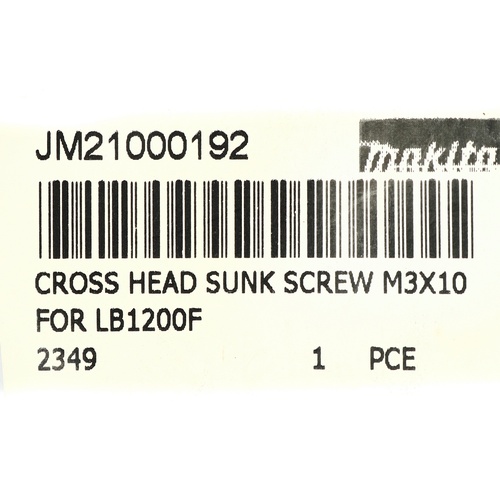 JM21000192
makita
CROSS HEAD SUNK SCREW M3X10
FOR LB1200F
2349 1 PCE